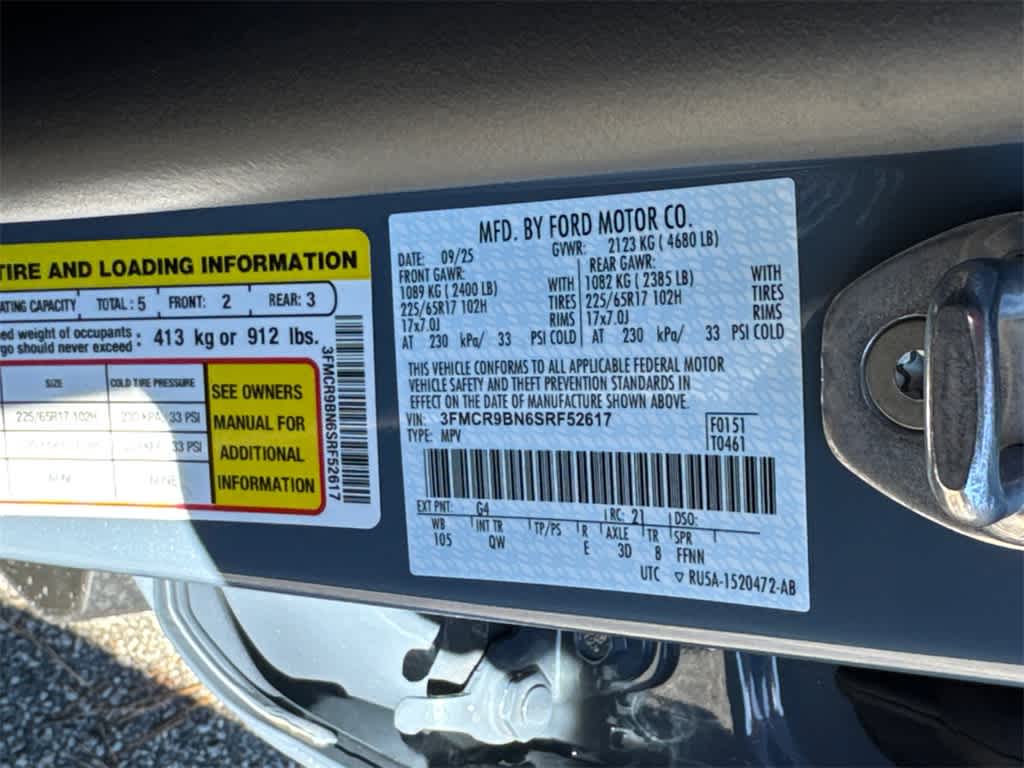 TIRE AND LOADING INFORMATION
ATING CAPACITY TOTAL : 5 FRONT: 2 REAR: 3
ed weight of occupants
go should never exceed : 413 kg or 912 lbs.
SIZE COLD TIRE PRESSURE
225/65R17 102H 230 KPA 33 PSI
33 PSI
SEE OWNERS
MANUAL FOR
ADDITIONAL
INFORMATION
3FMCR9BN6SRF52617
MFD. BY FORD MOTOR CO.
DATE: 09/25 GVWR: 2123 KG ( 4680 LB)
FRONT GAWR: REAR GAWR:
1089 KG ( 2400 LB) WITH 1082 KG ( 2385 LB) WITH
225/65R17 102H TIRES 225/65R17 102H TIRES
17x7.0J RIMS 17x7.0J RIMS
AT 230 kPa/ 33 PSI COLD AT 230 kPa/ 33 PSI COLD
THIS VEHICLE CONFORMS TO ALL APPLICABLE FEDERAL MOTOR
VEHICLE SAFETY AND THEFT PREVENTION STANDARDS IN
EFFECT ON THE DATE OF MANUFACTURE SHOWN ABOVE.
VIN: 3FMCR9BN6SRF52617 F0151
TYPE: MPV T0461
EXT PNT: G4 RC: 21 DSO:
WB INT TR TP/PS R AXLE TR SPR
105 QW E 3D 8 FFNN
UTC ▽ RU5A-1520472-AB